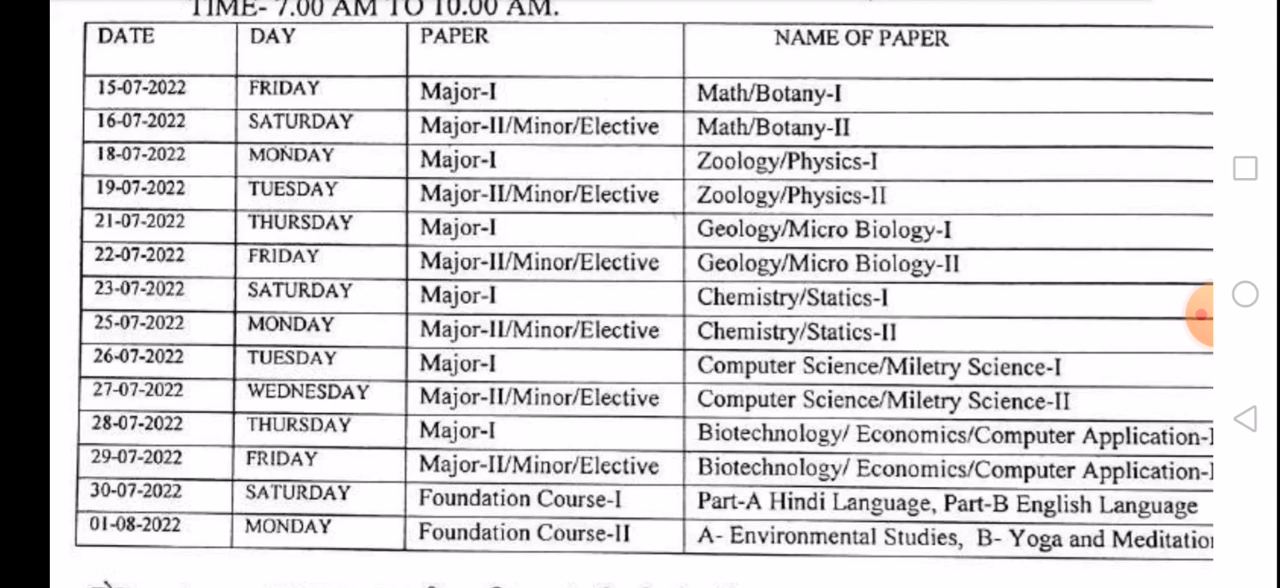 TIME- 7.00 AM TO 10.00 AM.
DATE DAY PAPER NAME OF PAPER
15-07-2022 FRIDAY Major-I Math/Botany-I
16-07-2022 SATURDAY Major-II/Minor/Elective Math/Botany-II
18-07-2022 MONDAY Major-I Zoology/Physics-I
19-07-2022 TUESDAY Major-II/Minor/Elective Zoology/Physics-II
21-07-2022 THURSDAY Major-I Geology/Micro Biology-I
22-07-2022 FRIDAY Major-II/Minor/Elective Geology/Micro Biology-II
23-07-2022 SATURDAY Major-I Chemistry/Statics-I
25-07-2022 MONDAY Major-II/Minor/Elective Chemistry/Statics-II
26-07-2022 TUESDAY Major-I Computer Science/Miletry Science-I
27-07-2022 WEDNESDAY Major-II/Minor/Elective Computer Science/Miletry Science-II
28-07-2022 THURSDAY Major-I Biotechnology/ Economics/Computer Application-I
29-07-2022 FRIDAY Major-II/Minor/Elective Biotechnology/ Economics/Computer Application-I
30-07-2022 SATURDAY Foundation Course-I Part-A Hindi Language, Part-B English Language
01-08-2022 MONDAY Foundation Course-II A- Environmental Studies, B- Yoga and Meditatio